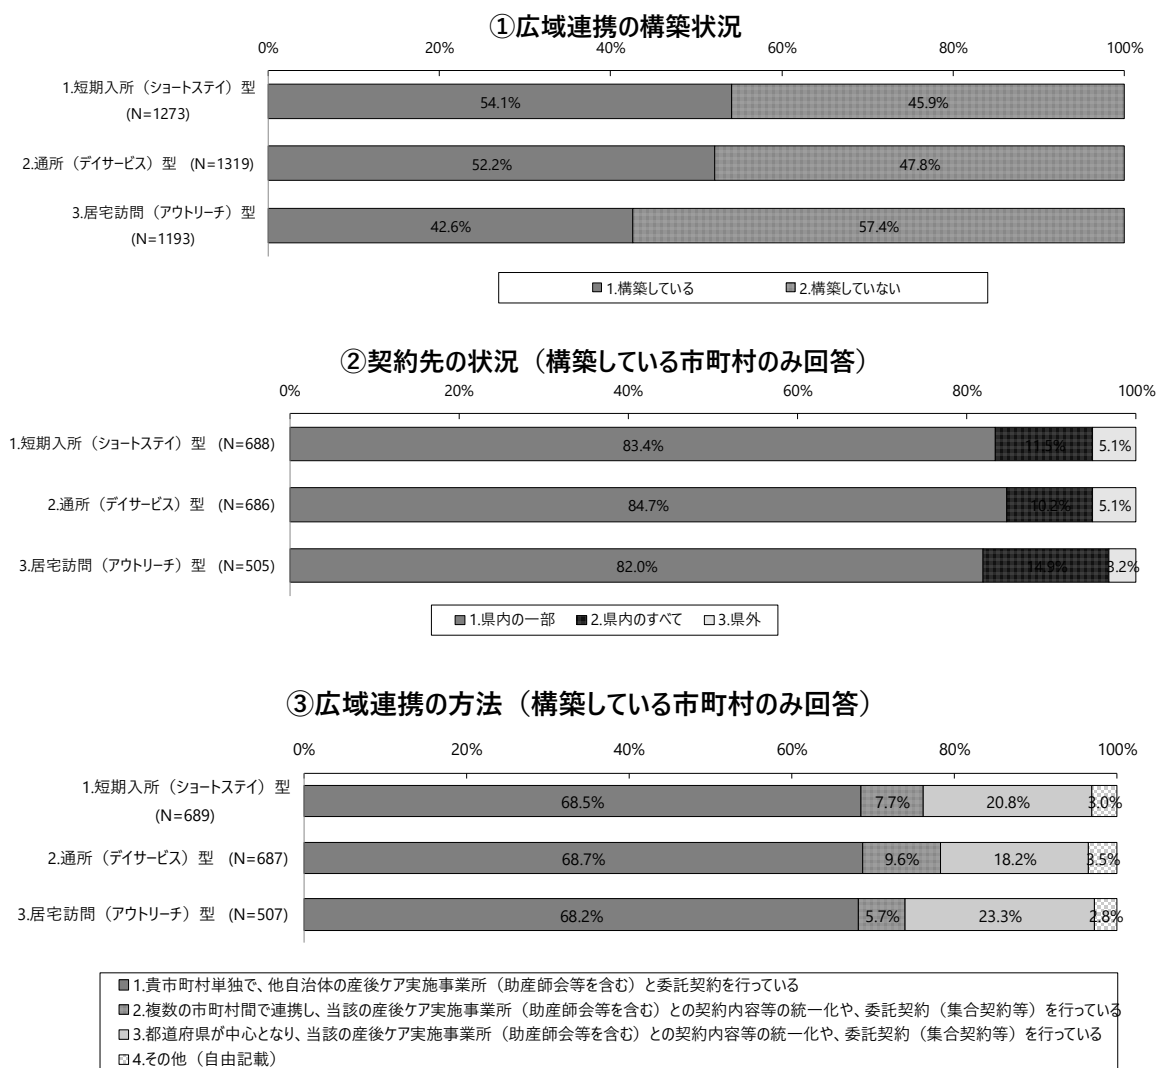 ①広域連携の構築状況
0% 20% 40% 60% 80% 100%
1.短期入所（ショートステイ）型
(N=1273)
54.1% 45.9%
2.通所（デイサービス）型 (N=1319)
52.2% 47.8%
3.居宅訪問（アウトリーチ）型
(N=1193)
42.6% 57.4%
1.構築している 2.構築していない
②契約先の状況（構築している市町村のみ回答）
0% 20% 40% 60% 80% 100%
1.短期入所（ショートステイ）型 (N=688)
83.4% 11.5% 5.1%
2.通所（デイサービス）型 (N=686)
84.7% 10.2% 5.1%
3.居宅訪問（アウトリーチ）型 (N=505)
82.0% 14.9% 3.2%
1.県内の一部 2.県内のすべて 3.県外
③広域連携の方法（構築している市町村のみ回答）
0% 20% 40% 60% 80% 100%
1.短期入所（ショートステイ）型
(N=689)
68.5% 7.7% 20.8% 3.0%
2.通所（デイサービス）型 (N=687)
68.7% 9.6% 18.2% 3.5%
3.居宅訪問（アウトリーチ）型 (N=507)
68.2% 5.7% 23.3% 2.8%
1.貴市町村単独で、他自治体の産後ケア実施事業所（助産師会等を含む）と委託契約を行っている
2.複数の市町村間で連携し、当該の産後ケア実施事業所（助産師会等を含む）との契約内容等の統一化や、委託契約（集合契約等）を行っている
3.都道府県が中心となり、当該の産後ケア実施事業所（助産師会等を含む）との契約内容等の統一化や、委託契約（集合契約等）を行っている
4.その他（自由記載）